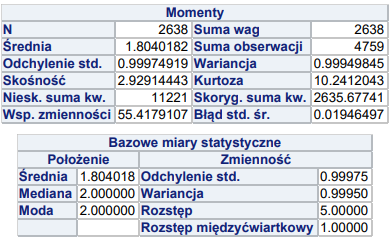 Momenty
N 2638 Suma wag 2638
Średnia 1.8040182 Suma obserwacji 4759
Odchylenie std. 0.99974919 Wariancja 0.99949845
Skośność 2.92914443 Kurtoza 10.2412043
Niesk. suma kw. 11221 Skoryg. suma kw. 2635.67741
Wsp. zmienności 55.4179107 Błąd std. śr. 0.01946497
Bazowe miary statystyczne
Położenie Zmienność
Średnia 1.804018 Odchylenie std. 0.99975
Mediana 2.000000 Wariancja 0.99950
Moda 2.000000 Rozstęp 5.00000
Rozstęp międzyćwiartkowy 1.00000